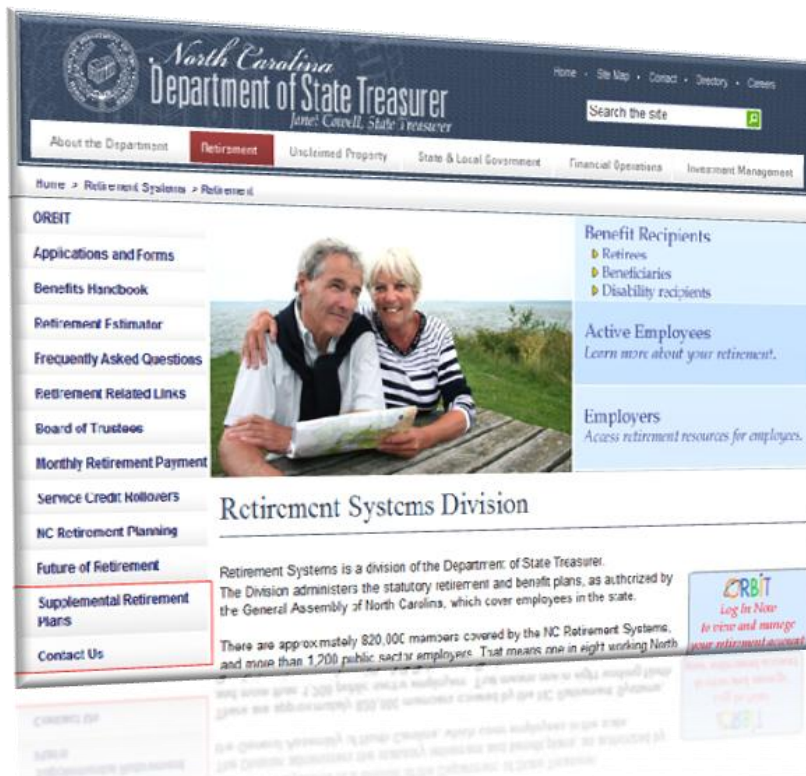 North Carolina
Department of State Treasurer
Janet Cowell, State Treasurer
Home · Site Map · Contact · Directory · Careers
Search the site
About the Department
Retirement
Unclaimed Property
State & Local Government
Financial Operations
Investment Management
Home > Retirement Systems > Retirement
ORBIT
Applications and Forms
Benefits Handbook
Retirement Estimator
Frequently Asked Questions
Retirement Related Links
Board of Trustees
Monthly Retirement Payment
Service Credit Rollovers
NC Retirement Planning
Future of Retirement
Supplemental Retirement
Plans
Contact Us
Benefit Recipients
Retirees
Beneficiaries
Disability recipients
Active Employees
Learn more about your retirement.
Employers
Access retirement resources for employees.
Retirement Systems Division
Retirement Systems is a division of the Department of State Treasurer.
The Division administers the statutory retirement and benefit plans, as authorized by
the General Assembly of North Carolina, which cover employees in the state.
There are approximately 820,000 members covered by the NC Retirement Systems,
and more than 1,200 public sector employers. That means one in eight working North
ORBIT
Log In Now
to view and manage
your retirement account